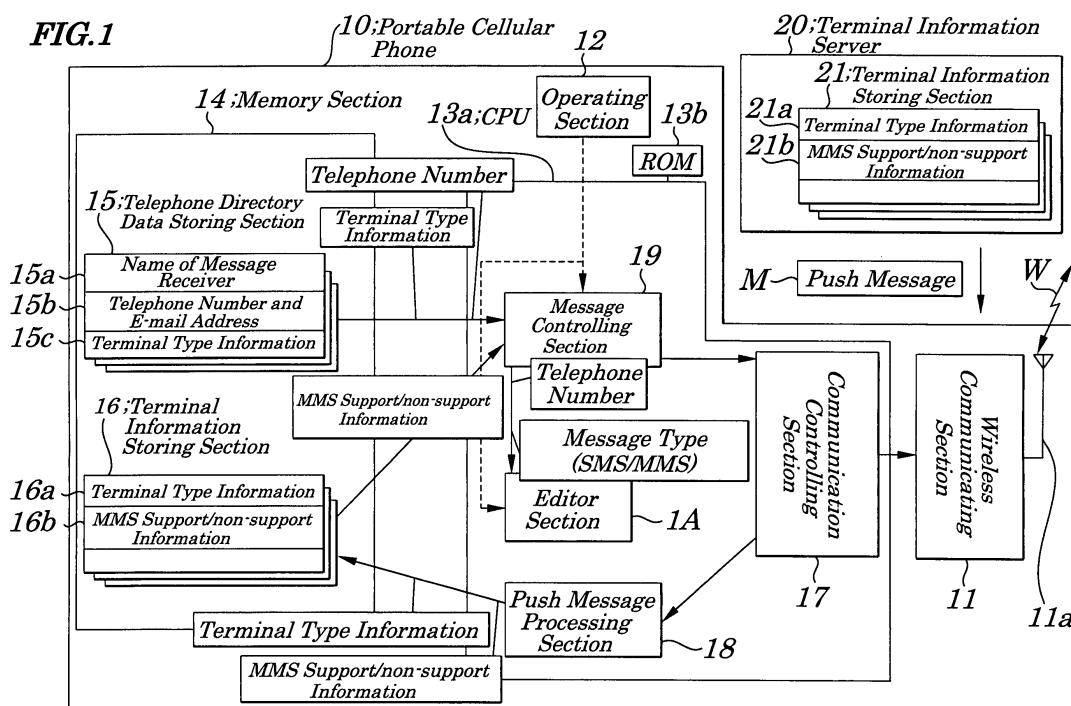 FIG.1
10;Portable Cellular
Phone
12
Operating
Section
20;Terminal Information
Server
21;Terminal Information
Storing Section
21a
Terminal Type Information
21b
MMS Support/non-support
Information
14;Memory Section
13a;CPU
13b
ROM
Telephone Number
Terminal Type
Information
15;Telephone Directory
Data Storing Section
15a
Name of Message
Receiver
15b
Telephone Number and
E-mail Address
15c
Terminal Type Information
19
Message
Controlling
Section
M
Push Message
W
Telephone
Number
MMS Support/non-support
Information
Message Type
(SMS/MMS)
Editor
Section
1A
16;Terminal
Information
Storing Section
16a
Terminal Type Information
16b
MMS Support/non-support
Information
Communication
Controlling
Section
17
Wireless
Communicating
Section
11
11a
Push Message
Processing
Section
18
Terminal Type Information
MMS Support/non-support
Information